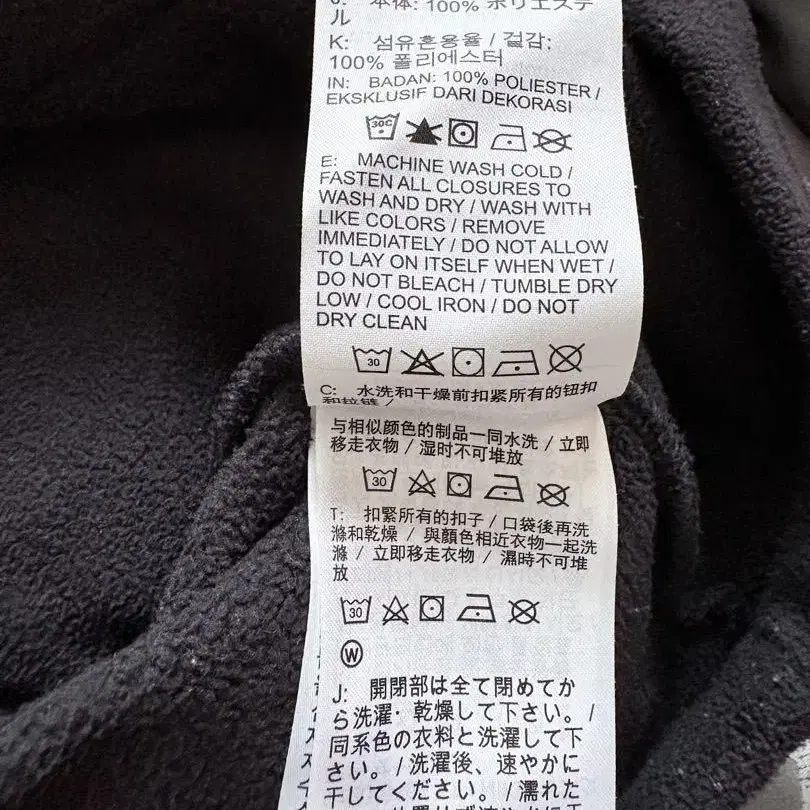 本体: 100% ポリエステ
ル
K: 섬유혼용율 / 겉감:
100% 폴리에스터
IN: BADAN: 100% POLIESTER /
EKSKLUSIF DARI DEKORASI
30C
E: MACHINE WASH COLD /
FASTEN ALL CLOSURES TO
WASH AND DRY / WASH WITH
LIKE COLORS / REMOVE
IMMEDIATELY / DO NOT ALLOW
TO LAY ON ITSELF WHEN WET /
DO NOT BLEACH / TUMBLE DRY
LOW / COOL IRON / DO NOT
DRY CLEAN
30
C: 水洗和干燥前扣紧所有的钮扣
和拉链 /
与相似颜色的制品一同水洗 / 立即
移走衣物 / 湿时不可堆放
30
T: 扣紧所有的扣子 / 口袋後再洗
滌和乾燥 / 與顏色相近衣物一起洗
滌 / 立即移走衣物 / 濕時不可堆
放
30
W
J: 開閉部は全て閉めてか
ら洗濯・乾燥して下さい。/
同系色の衣料と洗濯して下
さい。/ 洗濯後、速やかに
干してください。/ 濡れた